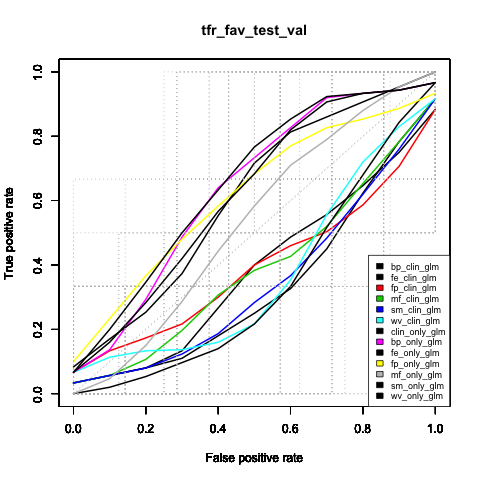 tfr_fav_test_val
True positive rate
1.0
0.8
0.6
0.4
0.2
0.0
0.0 0.2 0.4 0.6 0.8 1.0
False positive rate
bp_clin_glm
fe_clin_glm
fp_clin_glm
mf_clin_glm
sm_clin_glm
wv_clin_glm
clin_only_glm
bp_only_glm
fe_only_glm
fp_only_glm
mf_only_glm
sm_only_glm
wv_only_glm